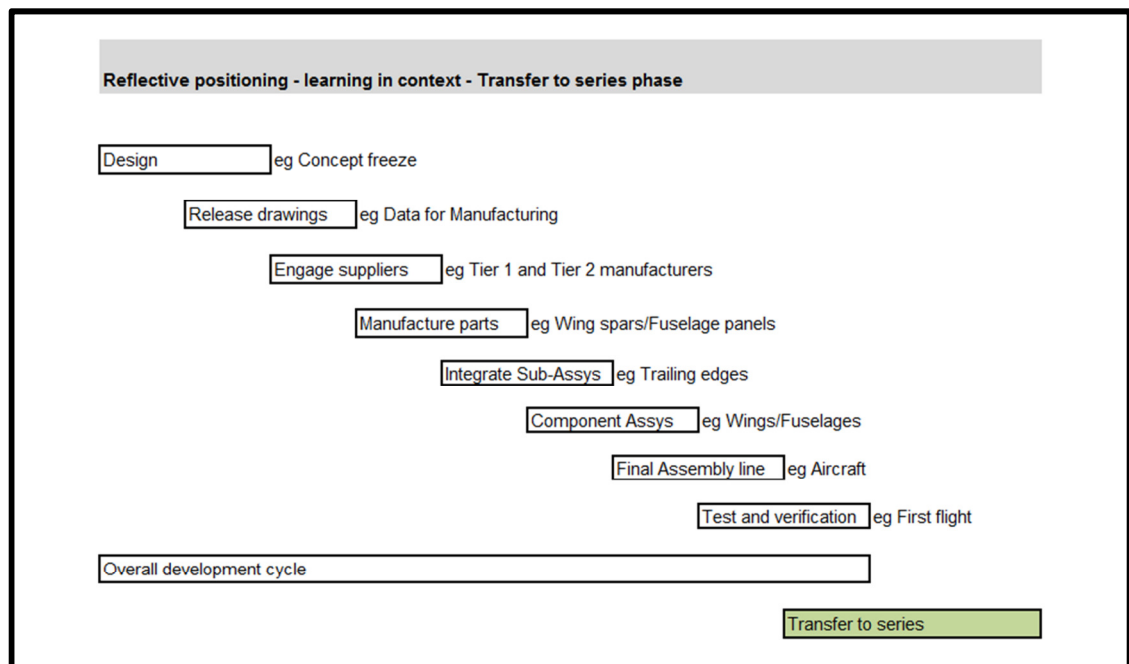 Reflective positioning - learning in context - Transfer to series phase
Design eg Concept freeze
Release drawings eg Data for Manufacturing
Engage suppliers eg Tier 1 and Tier 2 manufacturers
Manufacture parts eg Wing spars/Fuselage panels
Integrate Sub-Assys eg Trailing edges
Component Assys eg Wings/Fuselages
Final Assembly line eg Aircraft
Test and verification eg First flight
Overall development cycle
Transfer to series